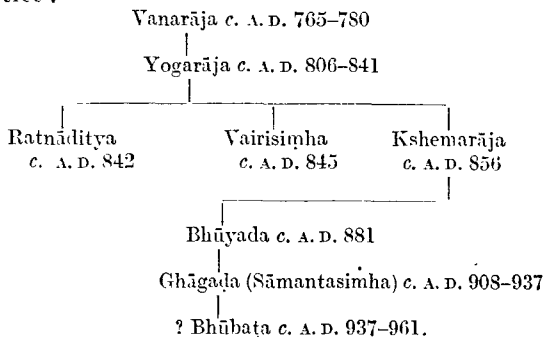 Vanarāja c. A. D. 765–780
Yogarāja c. A. D. 806–841
Ratnāditya Vairisiṃha Kshemarāja
c. A. D. 842 c. A. D. 845 c. A. D. 856
Bhūyada c. A. D. 881
Ghāgaḍa (Sāmantasiṁha) c. A. D. 908–937
? Bhūbaṭa c. A. D. 937–961.